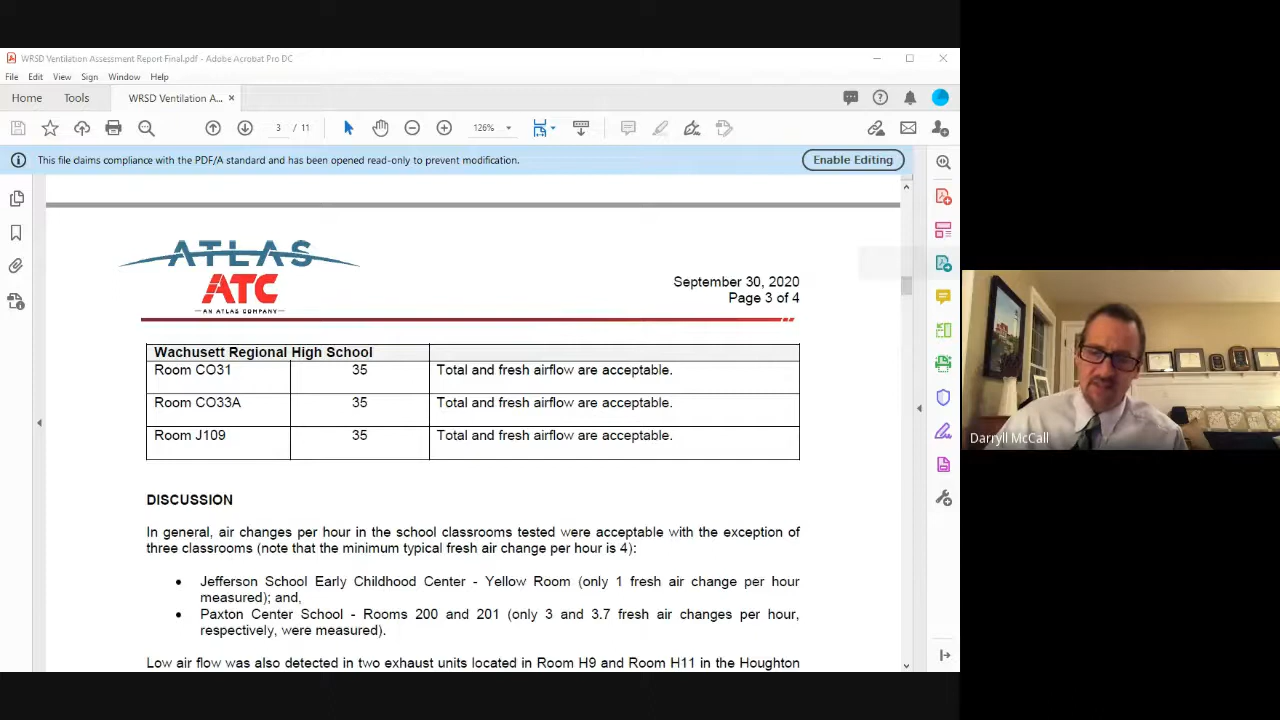 WRSD Ventilation Assessment Report Final.pdf - Adobe Acrobat Pro DC
File Edit View Sign Window Help
Home Tools WRSD Ventilation A... ×
3 / 11 126%
This file claims compliance with the PDF/A standard and has been opened read-only to prevent modification. Enable Editing
ATLAS
ATC
AN ATLAS COMPANY
September 30, 2020
Page 3 of 4
Wachusett Regional High School
Room CO31 35 Total and fresh airflow are acceptable.
Room CO33A 35 Total and fresh airflow are acceptable.
Room J109 35 Total and fresh airflow are acceptable.
DISCUSSION
In general, air changes per hour in the school classrooms tested were acceptable with the exception of
three classrooms (note that the minimum typical fresh air change per hour is 4):
• Jefferson School Early Childhood Center - Yellow Room (only 1 fresh air change per hour
measured); and,
• Paxton Center School - Rooms 200 and 201 (only 3 and 3.7 fresh air changes per hour,
respectively, were measured).
Low air flow was also detected in two exhaust units located in Room H9 and Room H11 in the Houghton
Darryll McCall